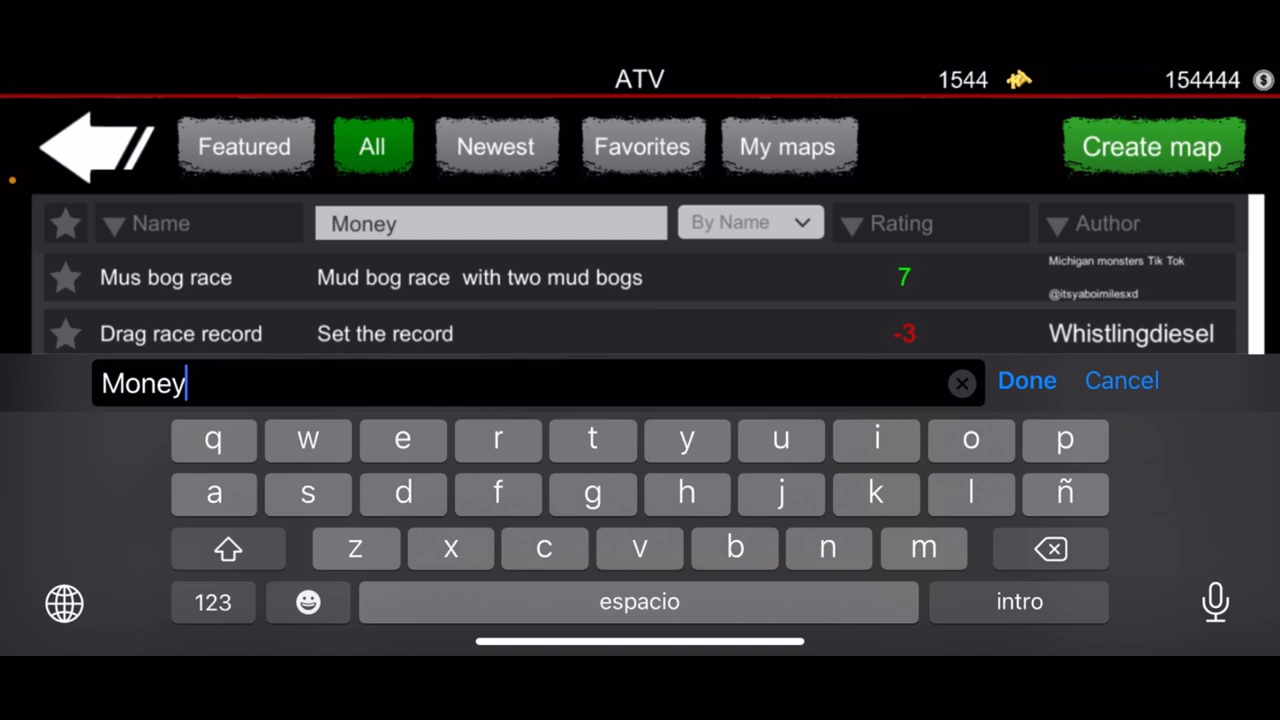 ATV 1544 154444
Featured All Newest Favorites My maps Create map
Name Money By Name Rating Author
Mus bog race Mud bog race with two mud bogs 7 Michigan monsters Tik Tok
@itsyaboimilesxd
Drag race record Set the record -3 Whistlingdiesel
Money Done Cancel
q w e r t y u i o p
a s d f g h j k l ñ
z x c v b n m
123 espacio intro